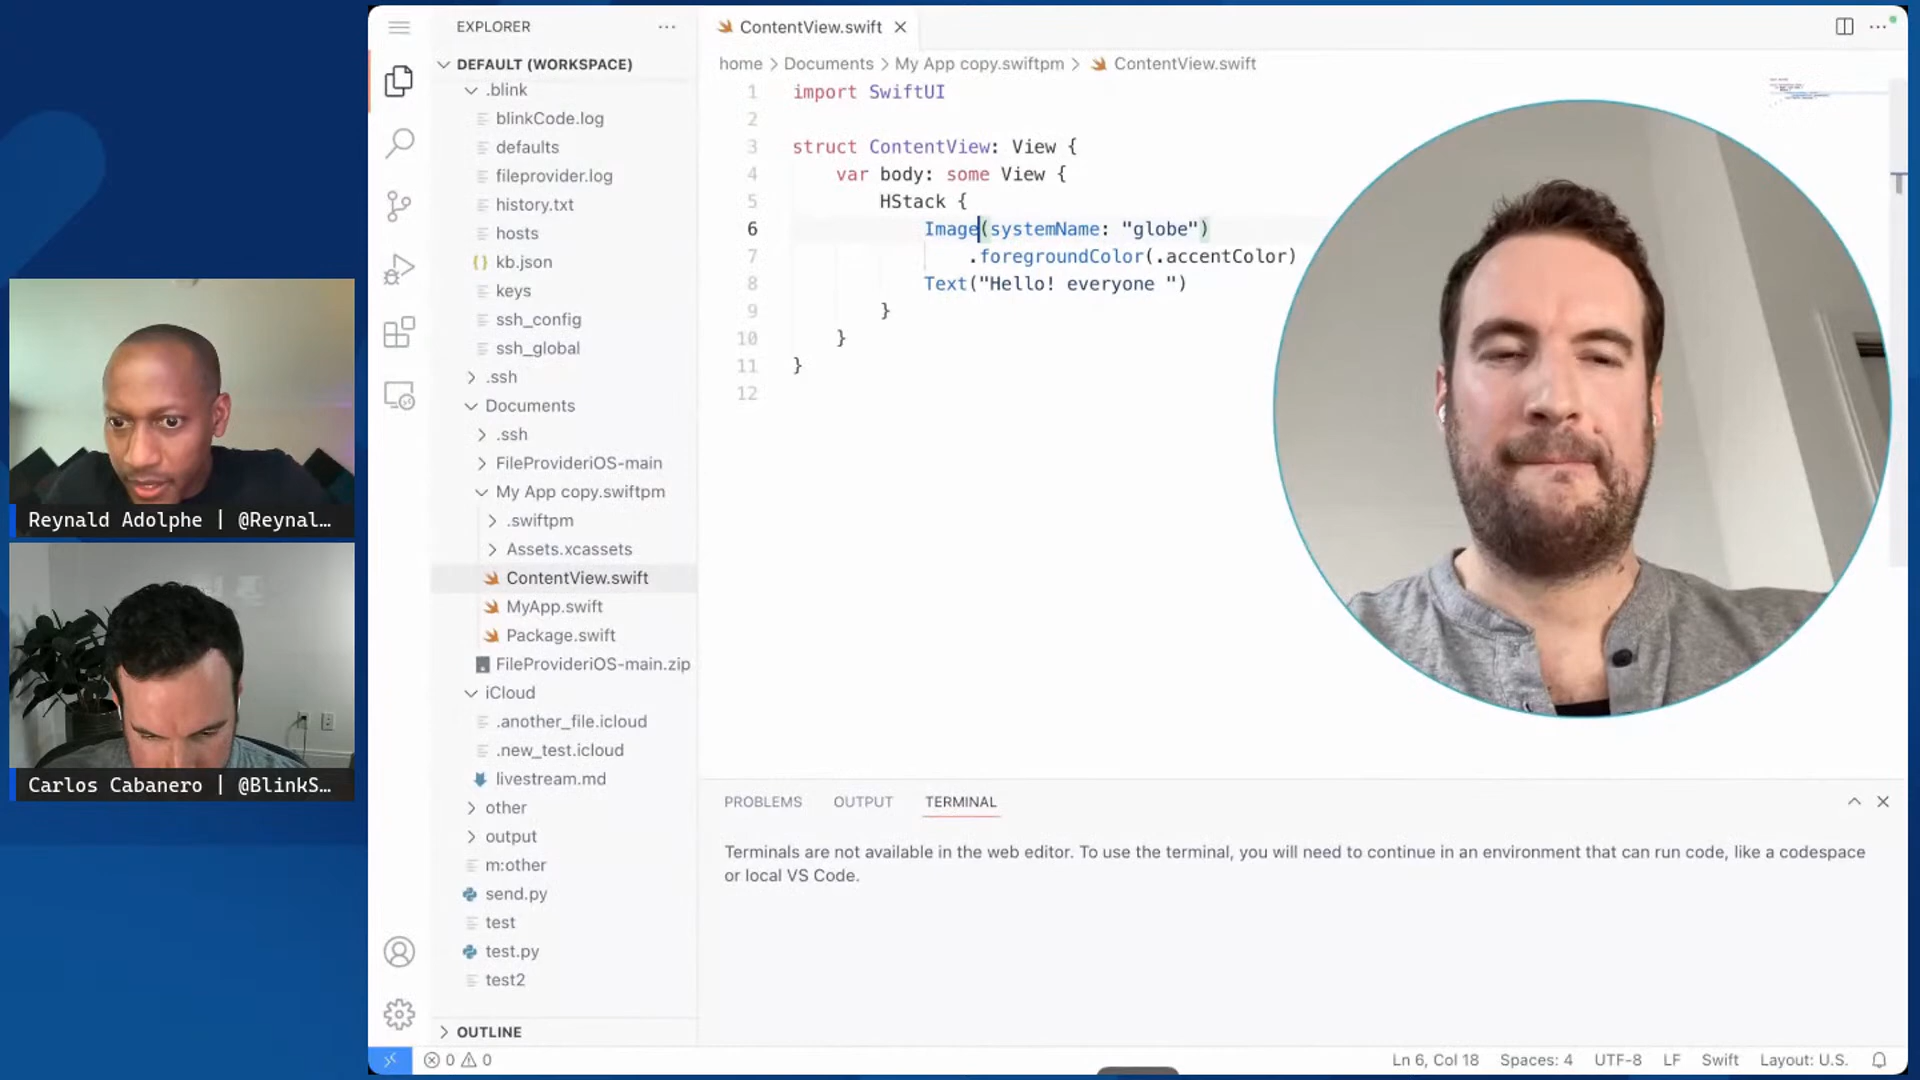 Reynald Adolphe | @Reynal…
Carlos Cabanero | @BlinkS…
EXPLORER
DEFAULT (WORKSPACE)
.blink
blinkCode.log
defaults
fileprovider.log
history.txt
hosts
kb.json
keys
ssh_config
ssh_global
.ssh
Documents
.ssh
FileProvideriOS-main
My App copy.swiftpm
.swiftpm
Assets.xcassets
ContentView.swift
MyApp.swift
Package.swift
FileProvideriOS-main.zip
iCloud
.another_file.icloud
.new_test.icloud
livestream.md
other
output
m:other
send.py
test
test.py
test2
OUTLINE
ContentView.swift
home > Documents > My App copy.swiftpm > ContentView.swift
1 import SwiftUI
2
3 struct ContentView: View {
4 var body: some View {
5 HStack {
6 Image(systemName: "globe")
7 .foregroundColor(.accentColor)
8 Text("Hello! everyone ")
9 }
10 }
11 }
12
PROBLEMS OUTPUT TERMINAL
Terminals are not available in the web editor. To use the terminal, you will need to continue in an environment that can run code, like a codespace
or local VS Code.
0 0 Ln 6, Col 18 Spaces: 4 UTF-8 LF Swift Layout: U.S.